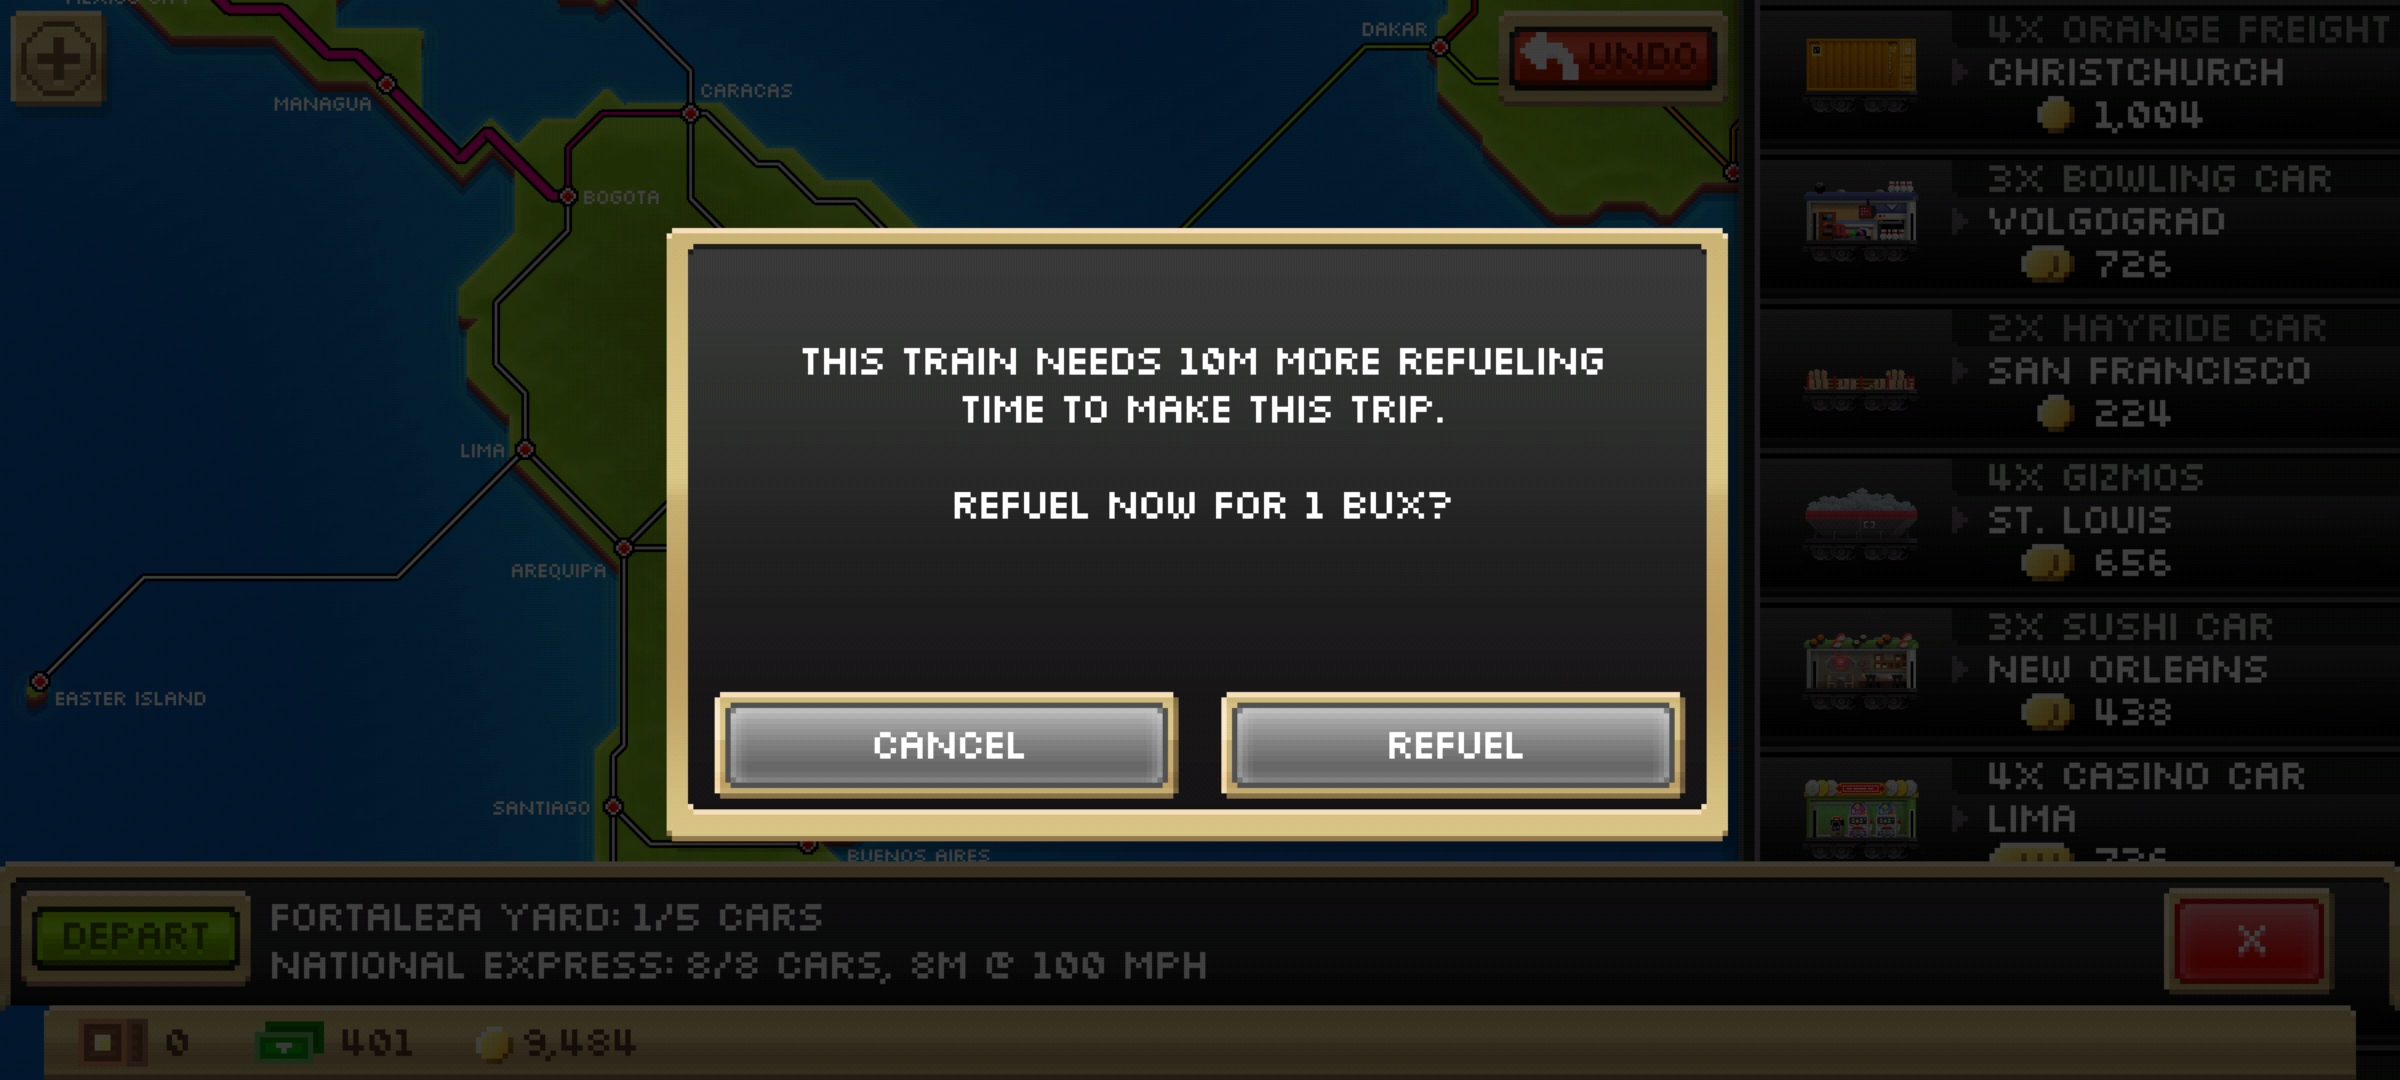 MANAGUA
CARACAS
BOGOTA
LIMA
AREQUIPA
EASTER ISLAND
SANTIAGO
BUENOS AIRES
DAKAR
UNDO
4X ORANGE FREIGHT
CHRISTCHURCH
1,004
3X BOWLING CAR
VOLGOGRAD
726
2X HAYRIDE CAR
SAN FRANCISCO
224
4X GIZMOS
ST. LOUIS
656
3X SUSHI CAR
NEW ORLEANS
438
4X CASINO CAR
LIMA
THIS TRAIN NEEDS 10M MORE REFUELING
TIME TO MAKE THIS TRIP.
REFUEL NOW FOR 1 BUX?
CANCEL
REFUEL
DEPART
FORTALEZA YARD: 1/5 CARS
NATIONAL EXPRESS: 8/8 CARS, 8M @ 100 MPH
X
0
401
9,484